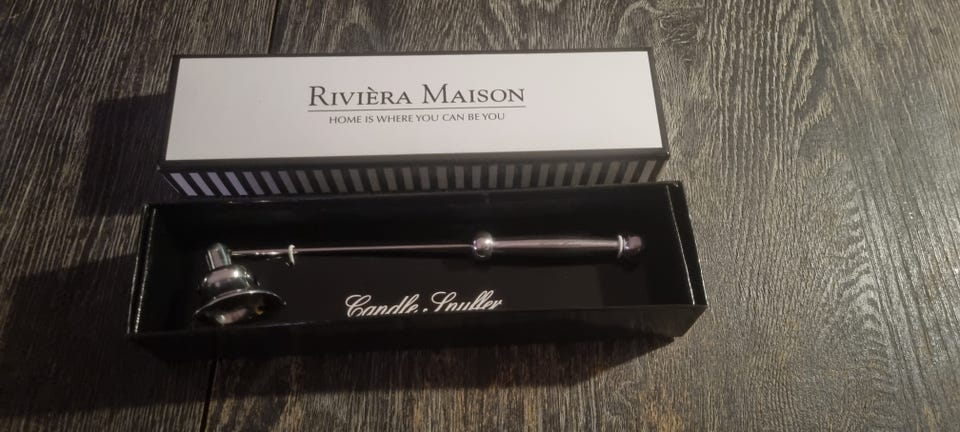 RIVIÈRA MAISON
HOME IS WHERE YOU CAN BE YOU
Candle Snuffer